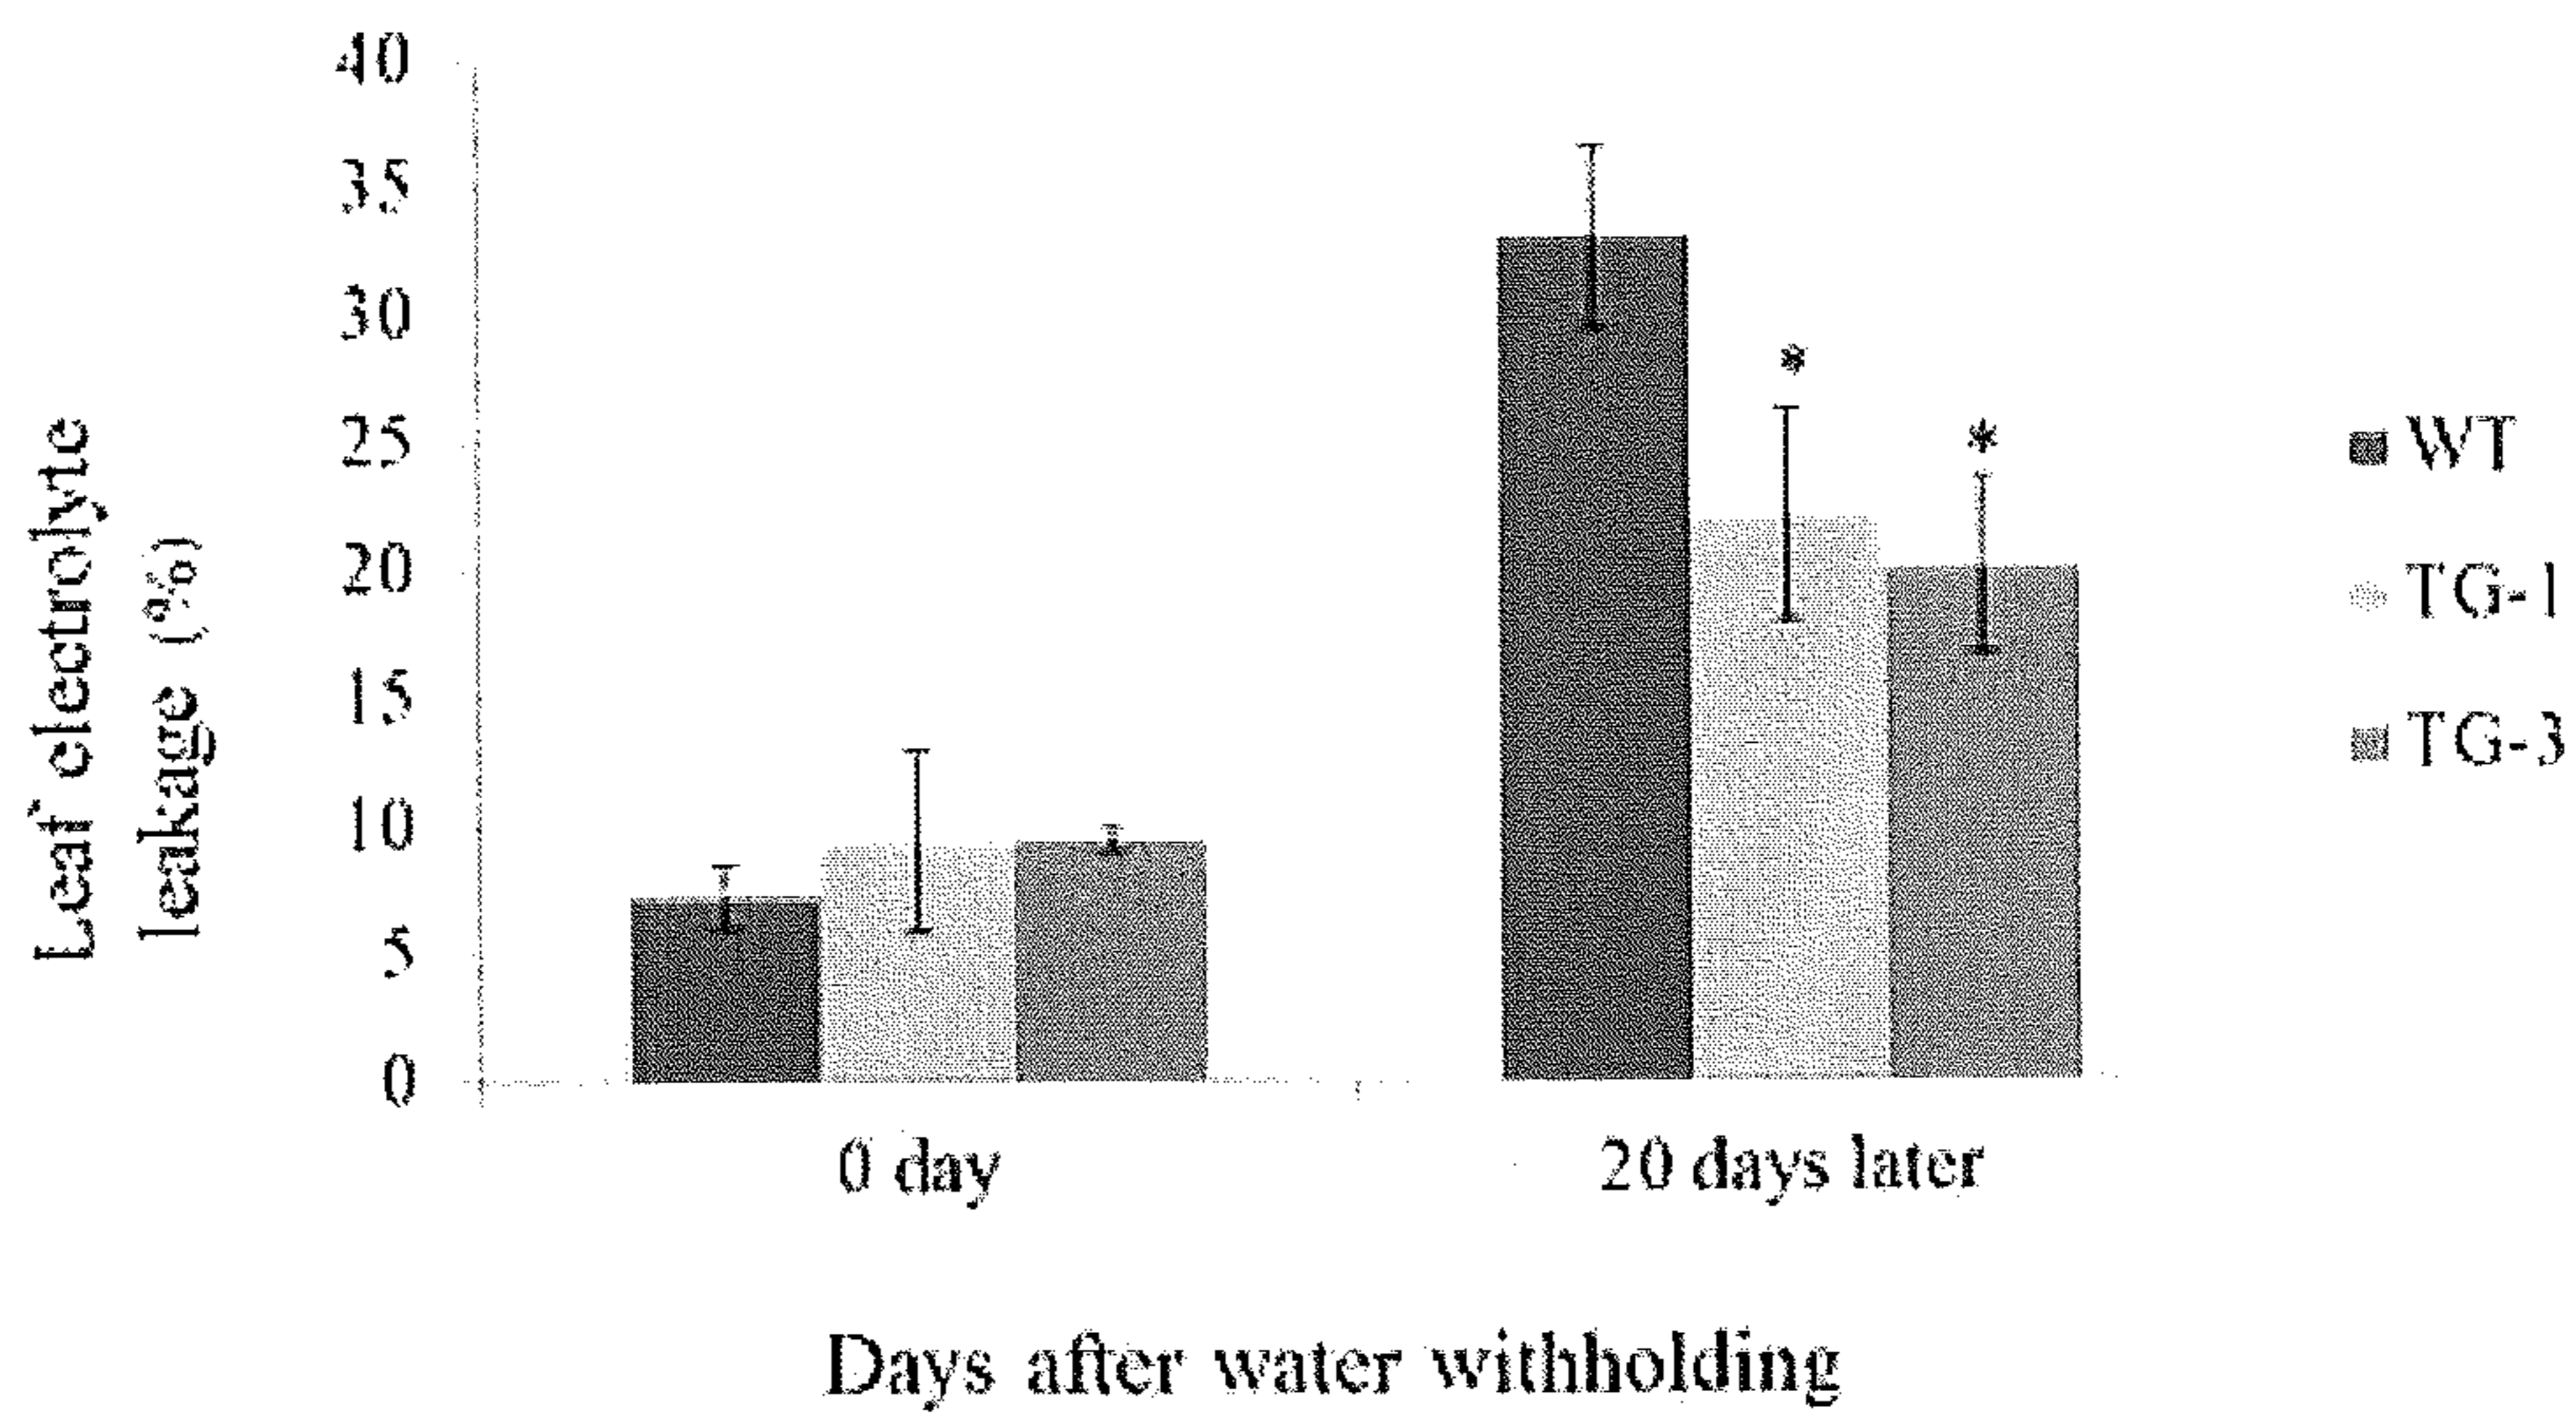 Leaf electrolyte
leakage (%)
40
35
30
25
20
15
10
5
0
*
*
WT
TG-1
TG-3
0 day
20 days later
Days after water withholding